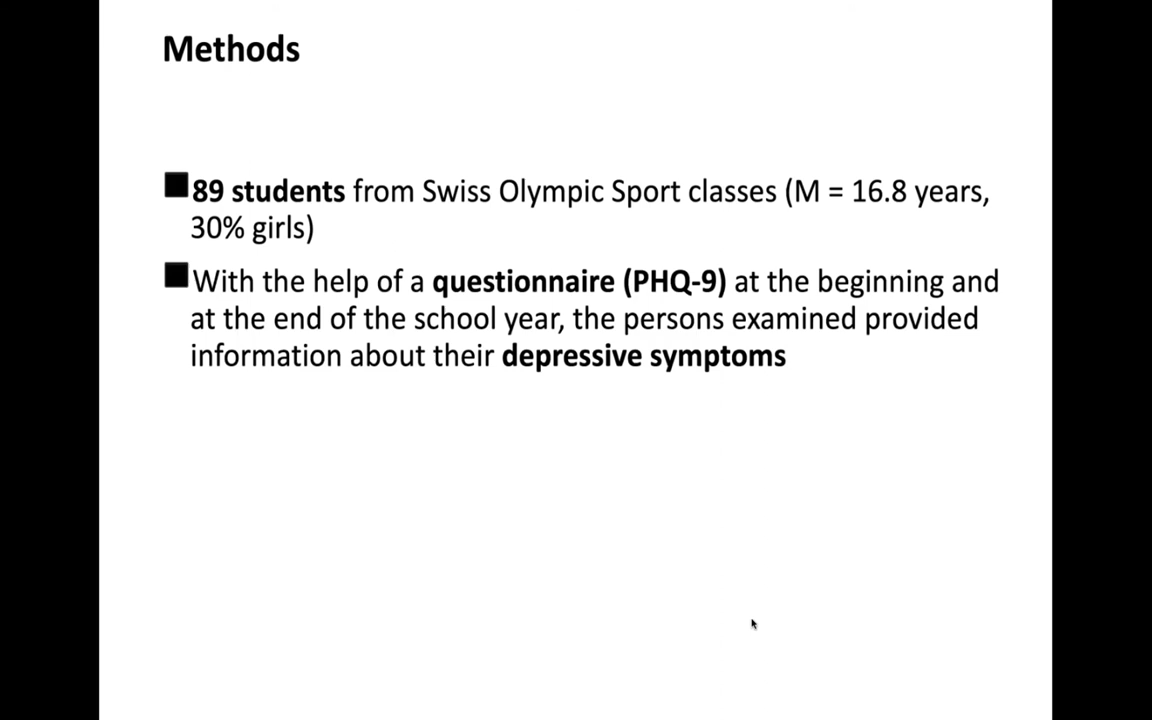 Methods
89 students from Swiss Olympic Sport classes (M = 16.8 years,
30% girls)
With the help of a questionnaire (PHQ-9) at the beginning and
at the end of the school year, the persons examined provided
information about their depressive symptoms